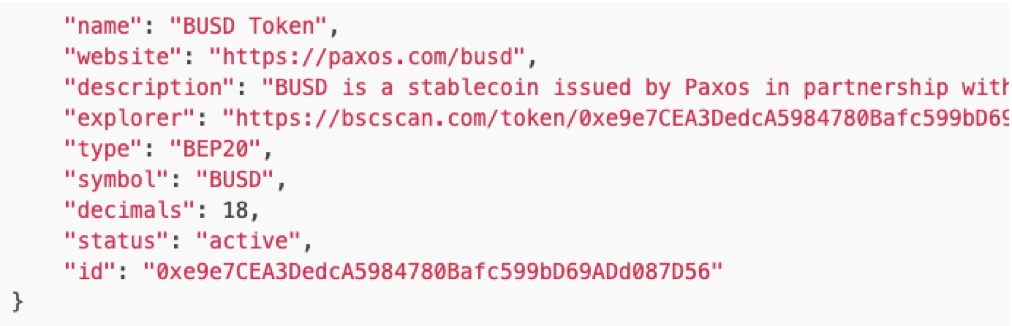 "name": "BUSD Token",
"website": "https://paxos.com/busd",
"description": "BUSD is a stablecoin issued by Paxos in partnership with
"explorer": "https://bscscan.com/token/0xe9e7CEA3DedcA5984780Bafc599bD69
"type": "BEP20",
"symbol": "BUSD",
"decimals": 18,
"status": "active",
"id": "0xe9e7CEA3DedcA5984780Bafc599bD69ADd087D56"
}